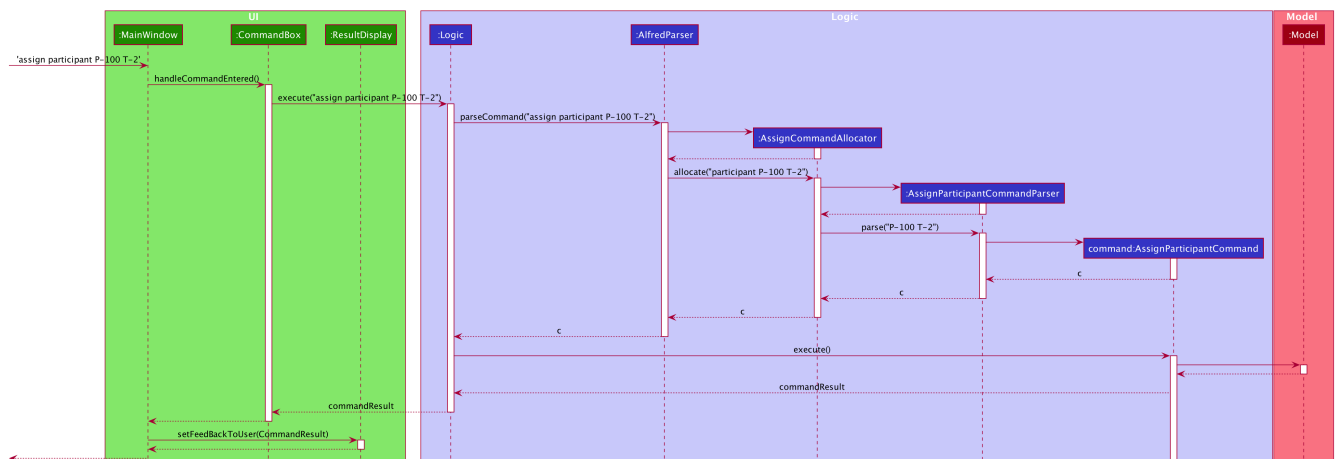 UI
Logic
Model
:MainWindow
:CommandBox
:ResultDisplay
:Logic
:AlfredParser
:Model
'assign participant P-100 T-2'
handleCommandEntered()
execute("assign participant P-100 T-2")
parseCommand("assign participant P-100 T-2")
:AssignCommandAllocator
allocate("participant P-100 T-2")
:AssignParticipantCommandParser
parse("P-100 T-2")
command:AssignParticipantCommand
c
c
c
c
execute()
commandResult
commandResult
setFeedBackToUser(CommandResult)